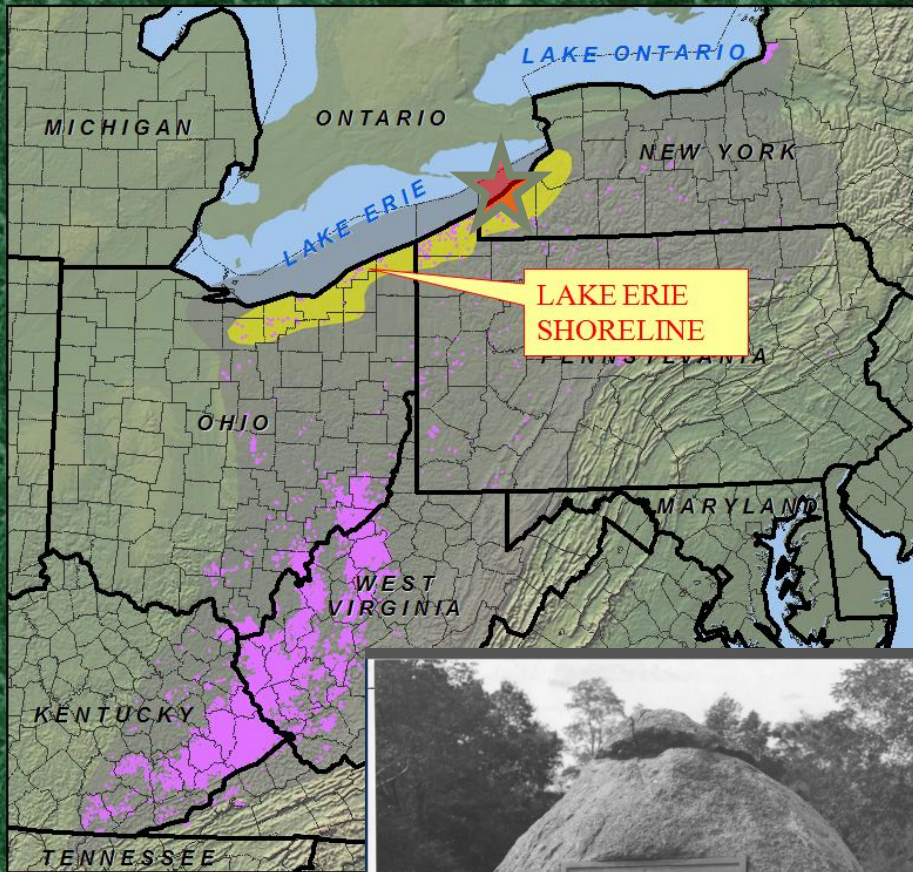 LAKE ONTARIO
MICHIGAN
ONTARIO
NEW YORK
LAKE ERIE
LAKE ERIE
SHORELINE
PENNSYLVANIA
OHIO
MARYLAND
WEST
VIRGINIA
KENTUCKY
TENNESSEE